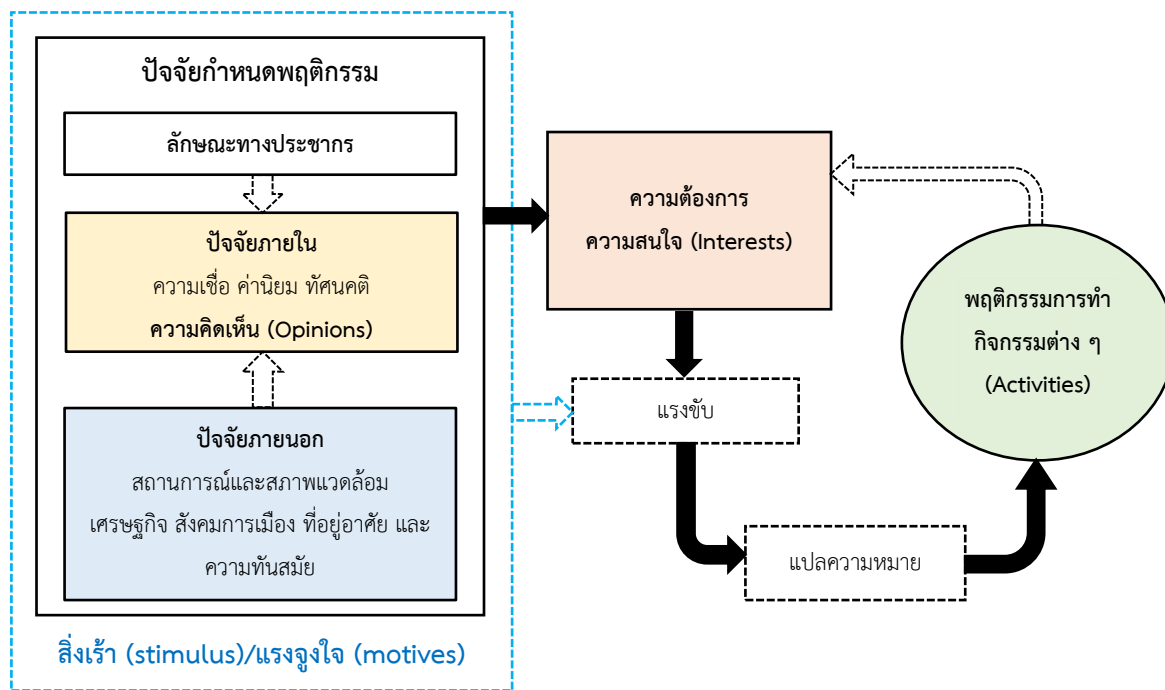 ปัจจัยกำหนดพฤติกรรม
ลักษณะทางประชากร
ปัจจัยภายใน
ความเชื่อ ค่านิยม ทัศนคติ
ความคิดเห็น (Opinions)
ปัจจัยภายนอก
สถานการณ์และสภาพแวดล้อม
เศรษฐกิจ สังคมการเมือง ที่อยู่อาศัย และ
ความทันสมัย
สิ่งเร้า (stimulus)/แรงจูงใจ (motives)
ความต้องการ
ความสนใจ (Interests)
แรงขับ
แปลความหมาย
พฤติกรรมการทำ
กิจกรรมต่าง ๆ
(Activities)